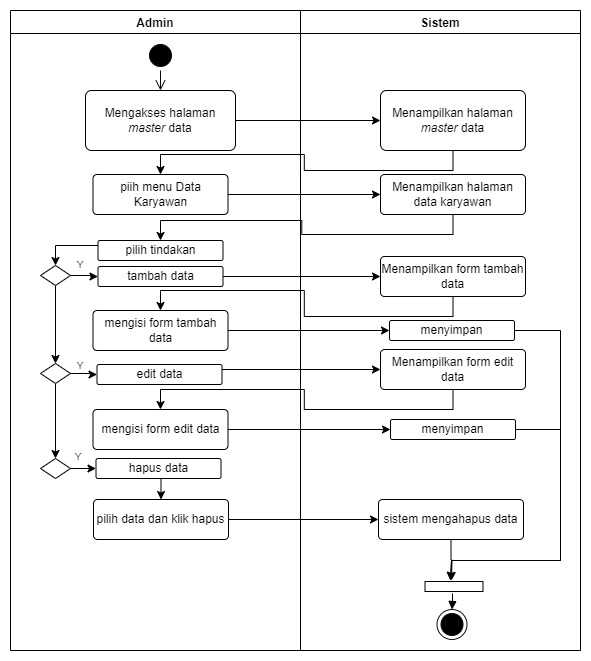 Admin
Sistem
Mengakses halaman
master data
Menampilkan halaman
master data
piih menu Data
Karyawan
Menampilkan halaman
data karyawan
pilih tindakan
Y
tambah data
Menampilkan form tambah
data
mengisi form tambah
data
menyimpan
Y
edit data
Menampilkan form edit
data
mengisi form edit data
menyimpan
Y
hapus data
pilih data dan klik hapus
sistem mengahapus data